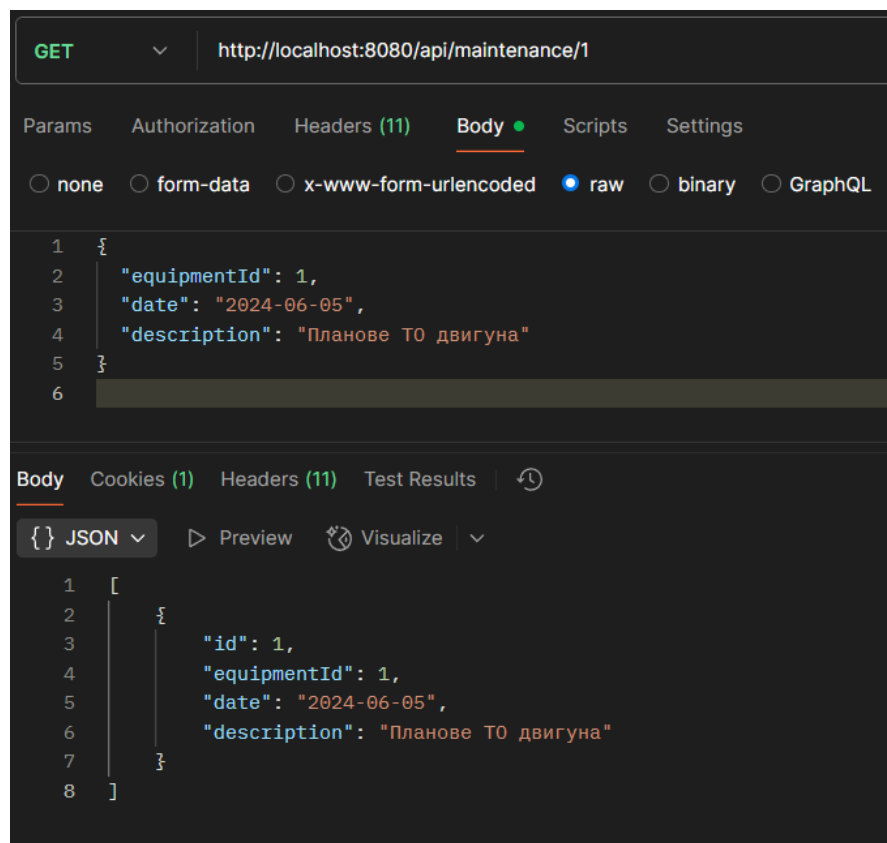 GET http://localhost:8080/api/maintenance/1
Params Authorization Headers (11) Body Scripts Settings
none form-data x-www-form-urlencoded raw binary GraphQL
1 {
2 "equipmentId": 1,
3 "date": "2024-06-05",
4 "description": "Планове ТО двигуна"
5 }
6
Body Cookies (1) Headers (11) Test Results
{} JSON Preview Visualize
1 [
2 {
3 "id": 1,
4 "equipmentId": 1,
5 "date": "2024-06-05",
6 "description": "Планове ТО двигуна"
7 }
8 ]